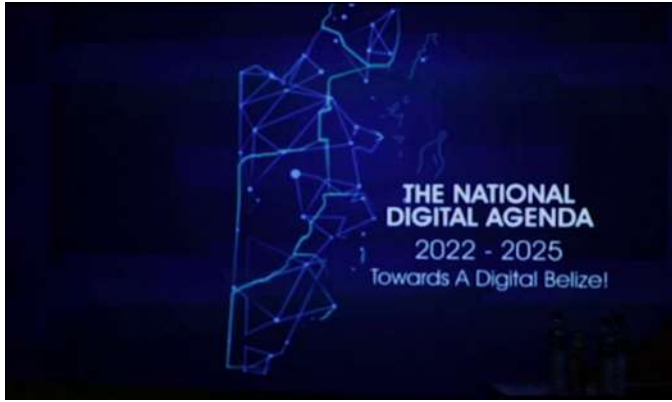 THE NATIONAL
DIGITAL AGENDA
2022 - 2025
Towards A Digital Belize!